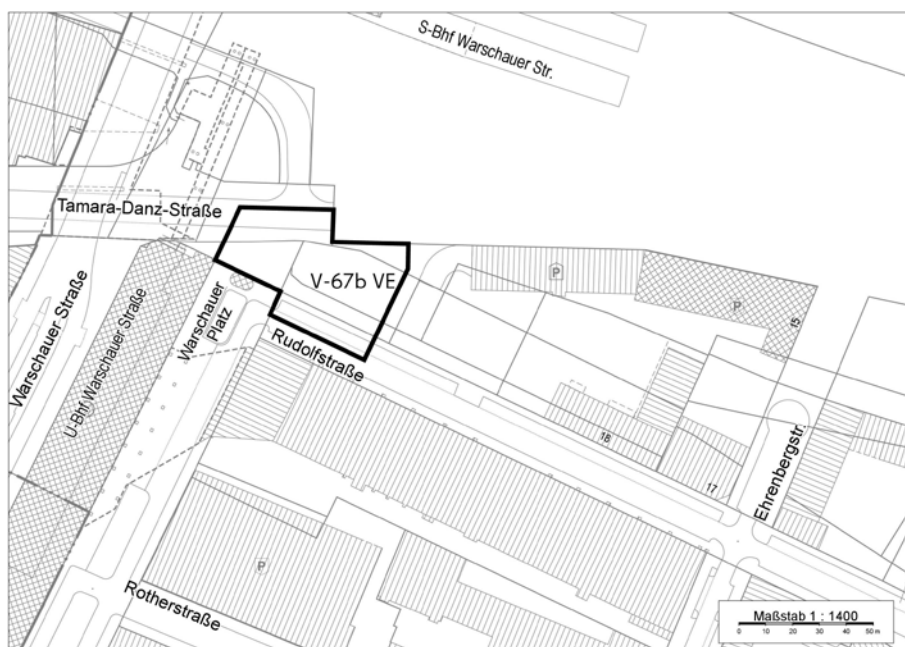 S-Bhf Warschauer Str.
Tamara-Danz-Straße
V-67b VE
P
P
15
Warschauer Straße
U-Bhf Warschauer Straße
Warschauer
Platz
Rudolfstraße
18
17
Ehrenbergstr.
P
Rotherstraße
Maßstab 1 : 1400
0 10 20 30 40 50 m